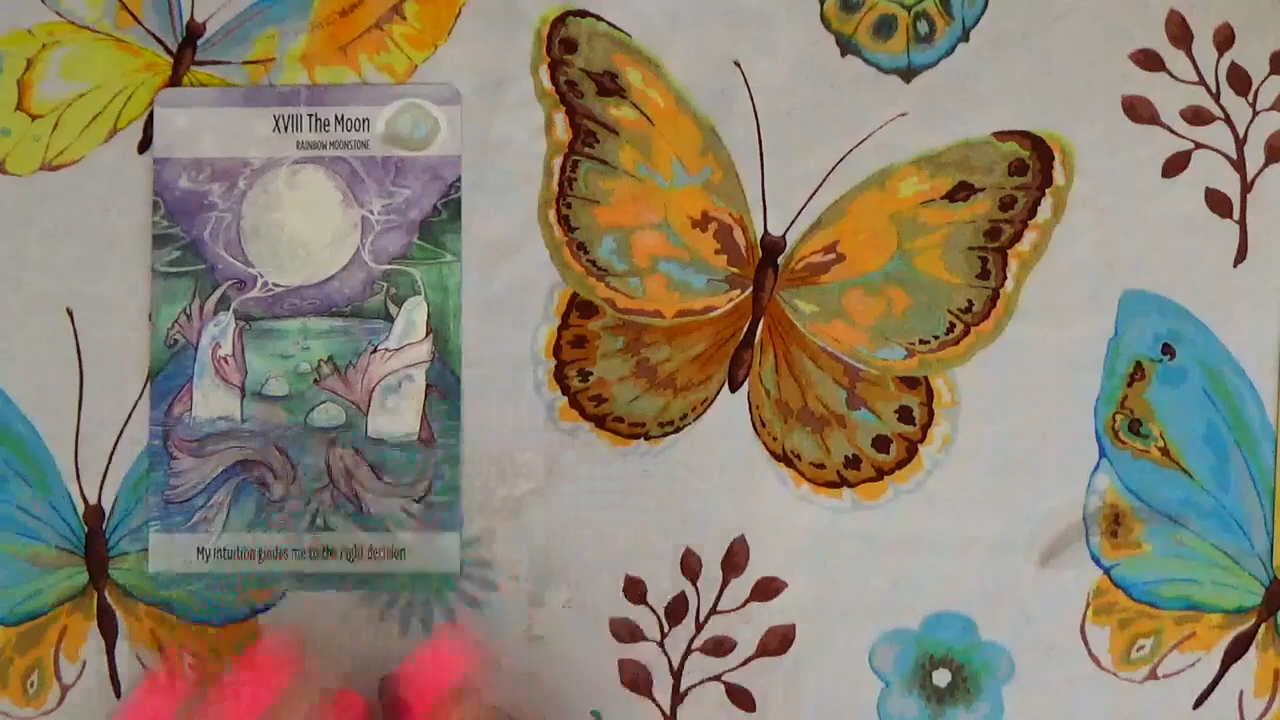 XVIII The Moon
RAINBOW MOONSTONE
My intuition guides me to the right decision